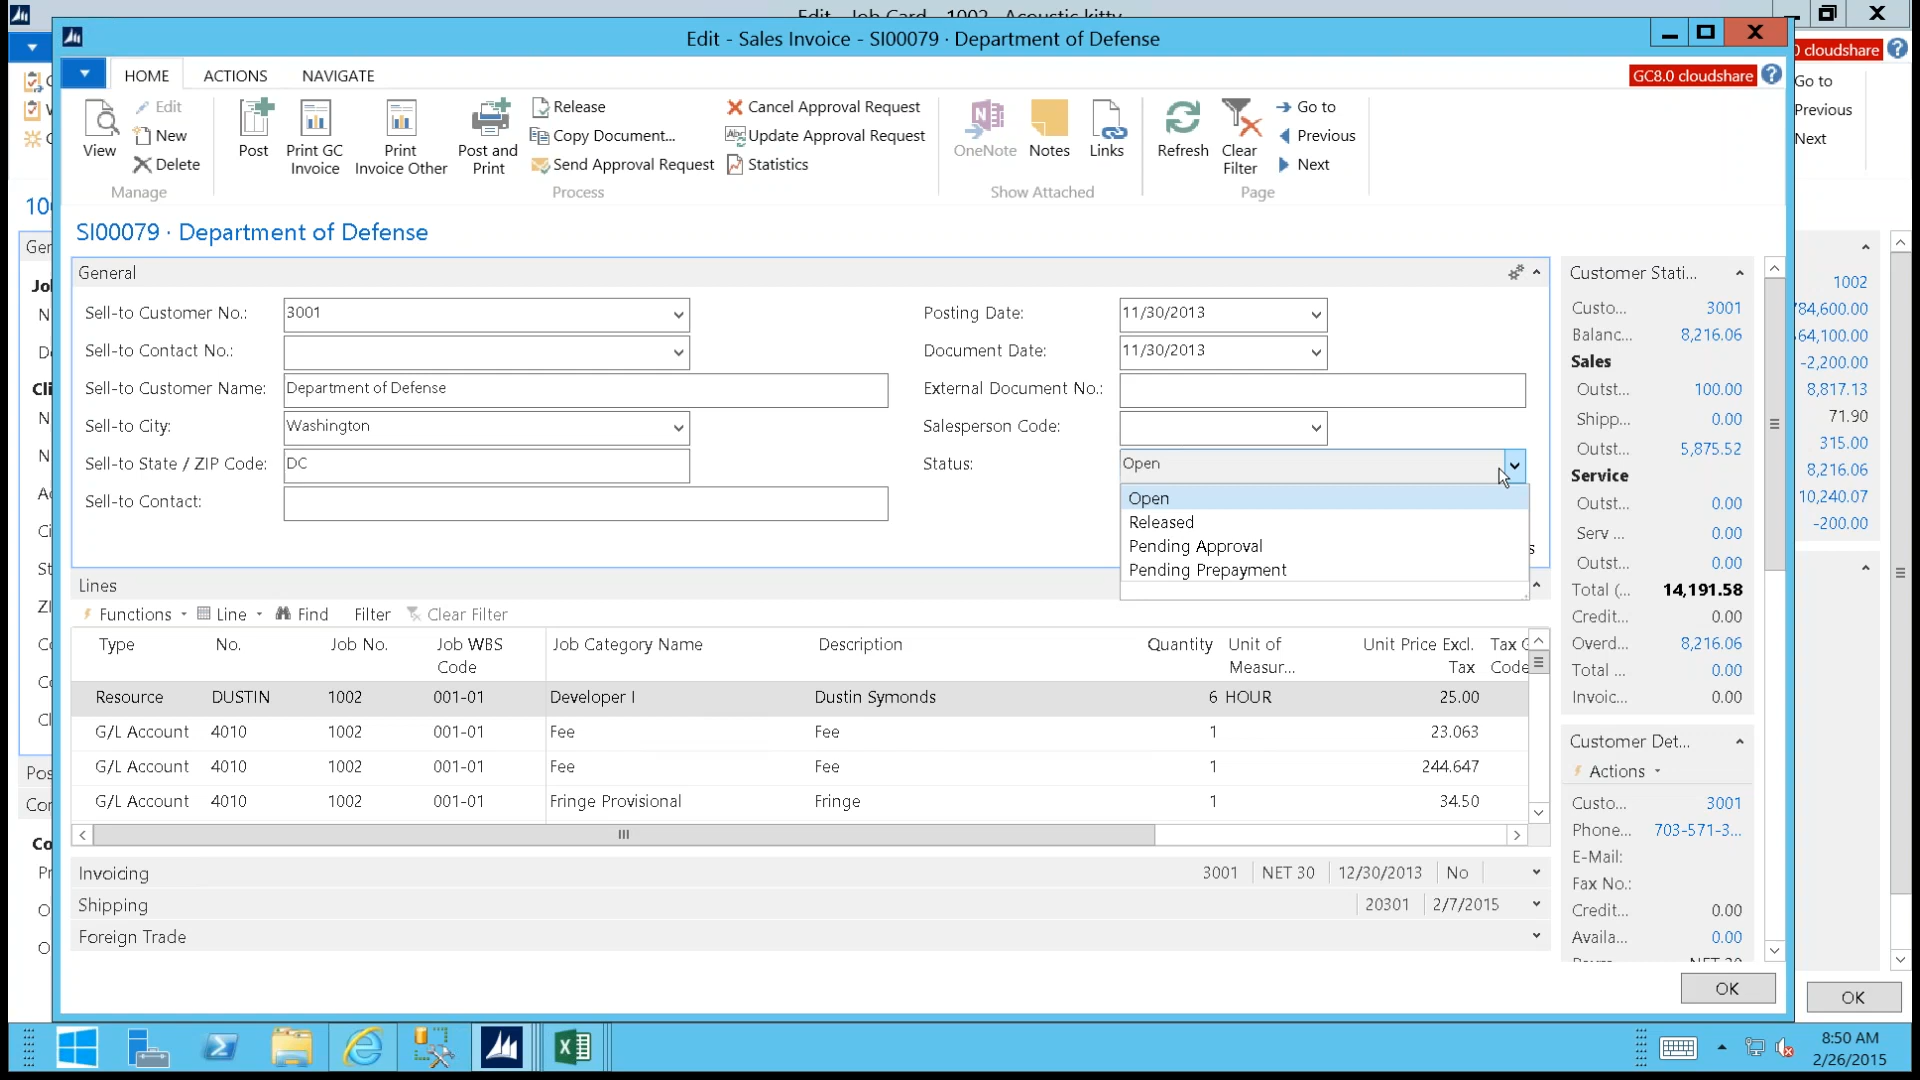 Edit - Job Card - 1002 · Acoustic kitty
Edit - Sales Invoice - SI00079 · Department of Defense
HOME
ACTIONS
NAVIGATE
GC8.0 cloudshare
View
Edit
New
Delete
Manage
Post
Print GC
Invoice
Print
Invoice Other
Post and
Print
Release
Copy Document...
Send Approval Request
Cancel Approval Request
Update Approval Request
Statistics
Process
OneNote
Notes
Links
Show Attached
Refresh
Clear
Filter
Go to
Previous
Next
Page
SI00079 · Department of Defense
General
Sell-to Customer No.: 3001
Sell-to Contact No.:
Sell-to Customer Name: Department of Defense
Sell-to City: Washington
Sell-to State / ZIP Code: DC
Sell-to Contact:
Posting Date: 11/30/2013
Document Date: 11/30/2013
External Document No.:
Salesperson Code:
Status: Open
Open
Released
Pending Approval
Pending Prepayment
Lines
Functions Line Find Filter Clear Filter
Type No. Job No. Job WBS Code Job Category Name Description Quantity Unit of Measur... Unit Price Excl. Tax Tax G Code
Resource DUSTIN 1002 001-01 Developer I Dustin Symonds 6 HOUR 25.00
G/L Account 4010 1002 001-01 Fee Fee 1 23.063
G/L Account 4010 1002 001-01 Fee Fee 1 244.647
G/L Account 4010 1002 001-01 Fringe Provisional Fringe 1 34.50
Invoicing 3001 NET 30 12/30/2013 No
Shipping 20301 2/7/2015
Foreign Trade
Customer Stati...
Custo... 3001
Balanc... 8,216.06
Sales
Outst... 100.00
Shipp... 0.00
Outst... 5,875.52
Service
Outst... 0.00
Serv ... 0.00
Outst... 0.00
Total (... 14,191.58
Credit... 0.00
Overd... 8,216.06
Total ... 0.00
Invoic... 0.00
Customer Det...
Actions
Custo... 3001
Phone... 703-571-3...
E-Mail:
Fax No.:
Credit... 0.00
Availa... 0.00
OK
0 cloudshare
Go to
Previous
Next
1002
784,600.00
64,100.00
-2,200.00
8,817.13
71.90
315.00
8,216.06
10,240.07
-200.00
OK
8:50 AM
2/26/2015